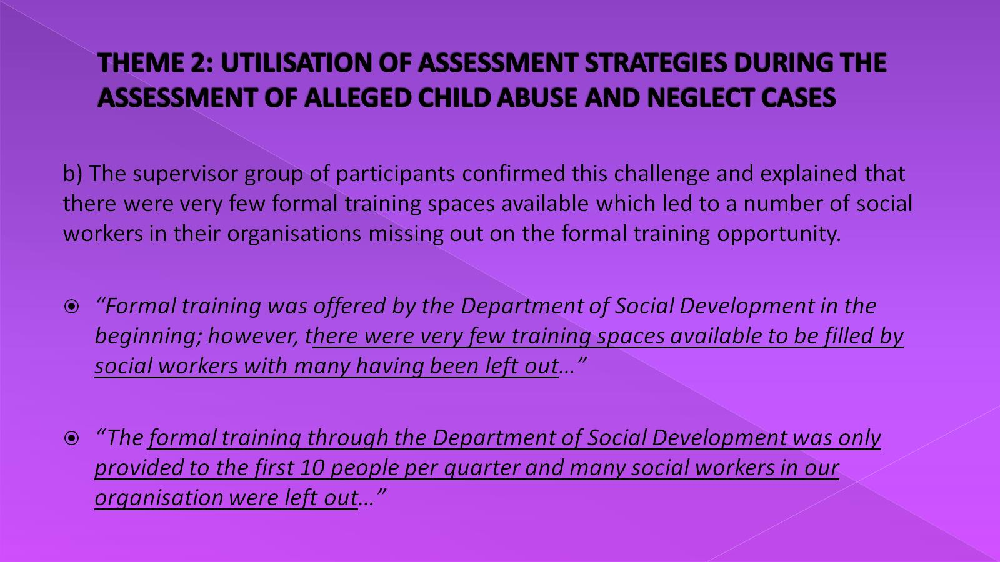 THEME 2: UTILISATION OF ASSESSMENT STRATEGIES DURING THE
ASSESSMENT OF ALLEGED CHILD ABUSE AND NEGLECT CASES
b) The supervisor group of participants confirmed this challenge and explained that
there were very few formal training spaces available which led to a number of social
workers in their organisations missing out on the formal training opportunity.
“Formal training was offered by the Department of Social Development in the
beginning; however, there were very few training spaces available to be filled by
social workers with many having been left out…”
“The formal training through the Department of Social Development was only
provided to the first 10 people per quarter and many social workers in our
organisation were left out…”